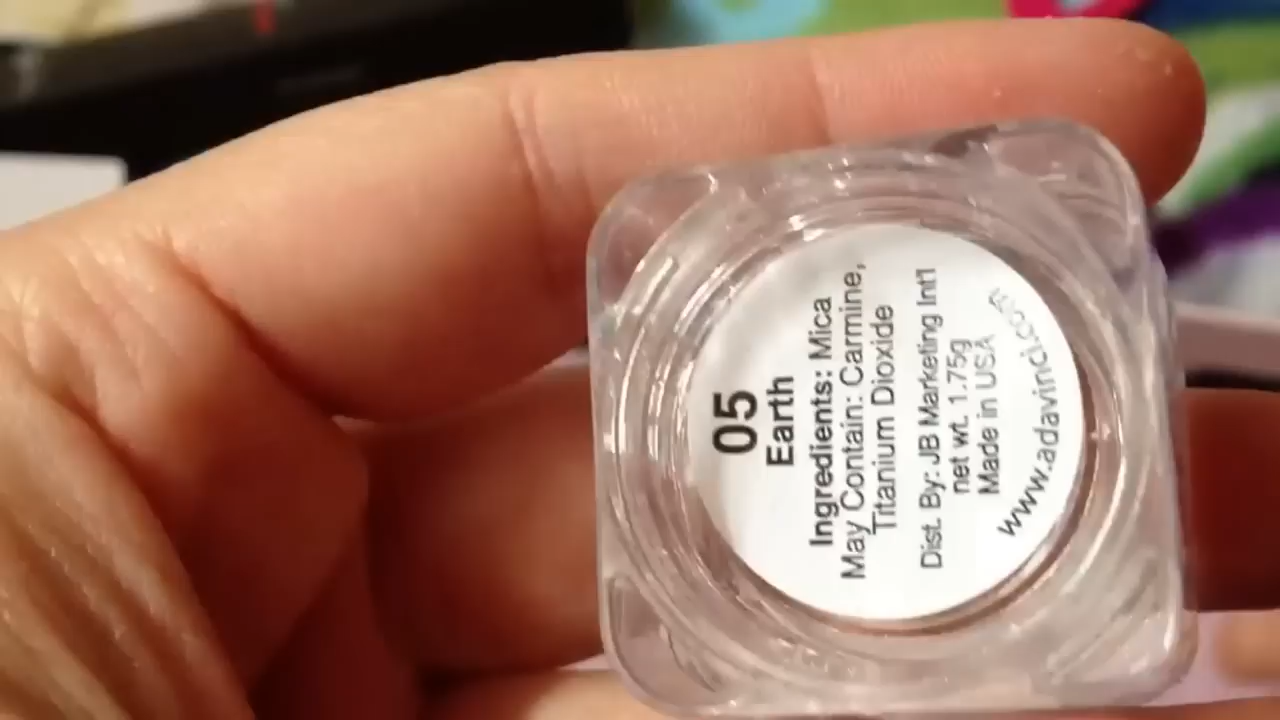 05
Earth
Ingredients: Mica
May Contain: Carmine,
Titanium Dioxide
Dist. By: JB Marketing Int'l
net wt. 1.75g
Made in USA
www.adavinci.com